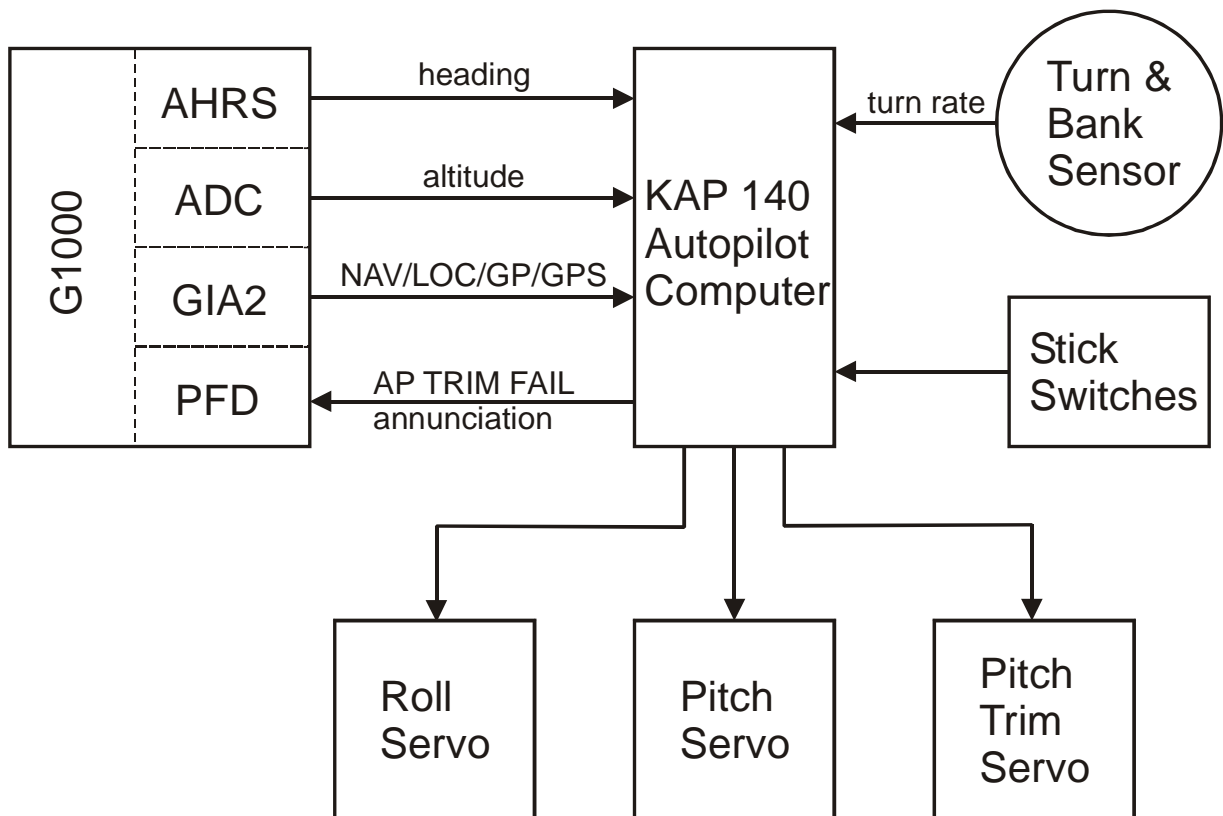 G1000
AHRS
ADC
GIA2
PFD
heading
altitude
NAV/LOC/GP/GPS
AP TRIM FAIL
annunciation
KAP 140
Autopilot
Computer
turn rate
Turn &
Bank
Sensor
Stick
Switches
Roll
Servo
Pitch
Servo
Pitch
Trim
Servo